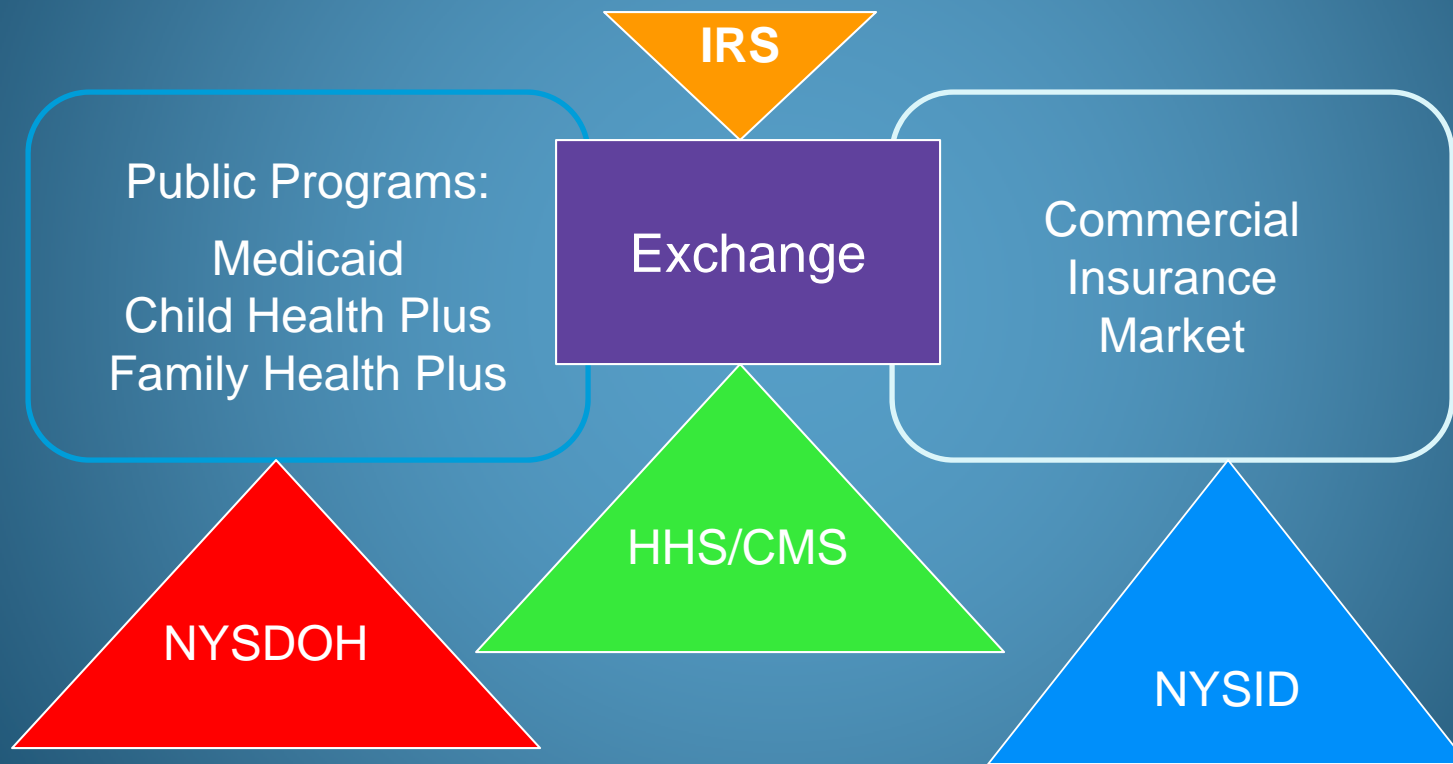 IRS
Public Programs:
Medicaid
Child Health Plus
Family Health Plus
Exchange
Commercial
Insurance
Market
HHS/CMS
NYSDOH
NYSID